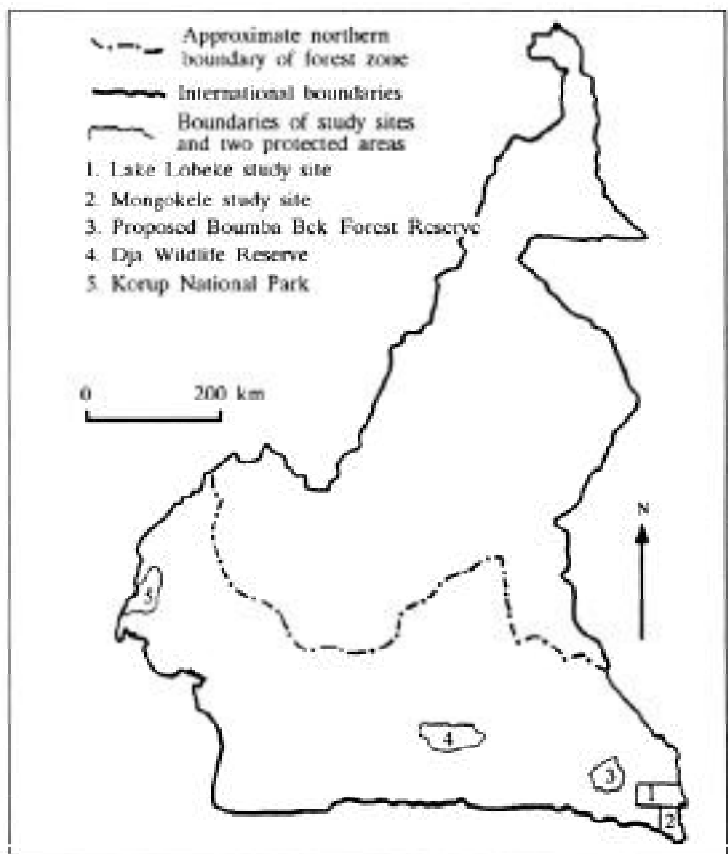 Approximate northern
boundary of forest zone
International boundaries
Boundaries of study sites
and two protected areas
1. Lake Lobeke study site
2. Mongokele study site
3. Proposed Boumba Bek Forest Reserve
4. Dja Wildlife Reserve
5. Korup National Park
0 200 km
N
5
4
3
1
2